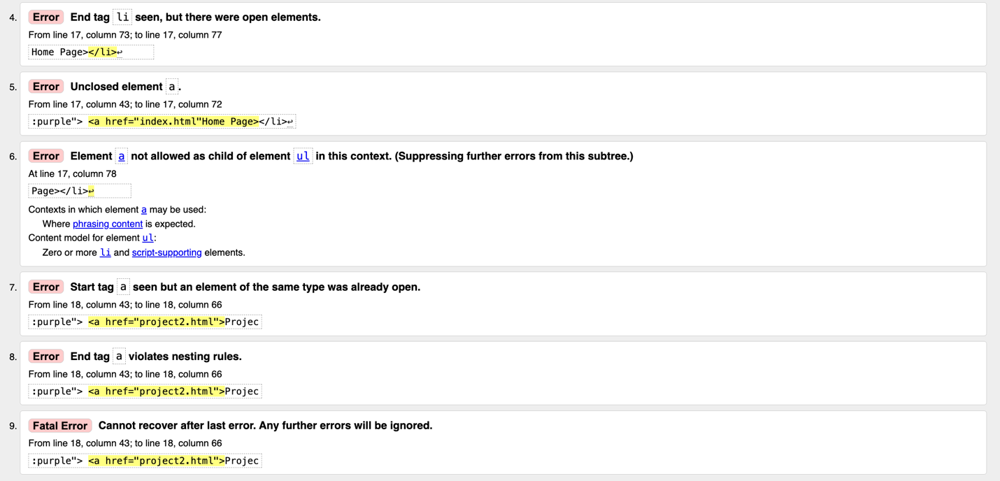 4. Error End tag li seen, but there were open elements.
From line 17, column 73; to line 17, column 77
Home Page></li>↩
5. Error Unclosed element a.
From line 17, column 43; to line 17, column 72
:purple"> <a href="index.html"Home Page></li>↩
6. Error Element a not allowed as child of element ul in this context. (Suppressing further errors from this subtree.)
At line 17, column 78
Page></li>↩
Contexts in which element a may be used:
Where phrasing content is expected.
Content model for element ul:
Zero or more li and script-supporting elements.
7. Error Start tag a seen but an element of the same type was already open.
From line 18, column 43; to line 18, column 66
:purple"> <a href="project2.html">Projec
8. Error End tag a violates nesting rules.
From line 18, column 43; to line 18, column 66
:purple"> <a href="project2.html">Projec
9. Fatal Error Cannot recover after last error. Any further errors will be ignored.
From line 18, column 43; to line 18, column 66
:purple"> <a href="project2.html">Projec